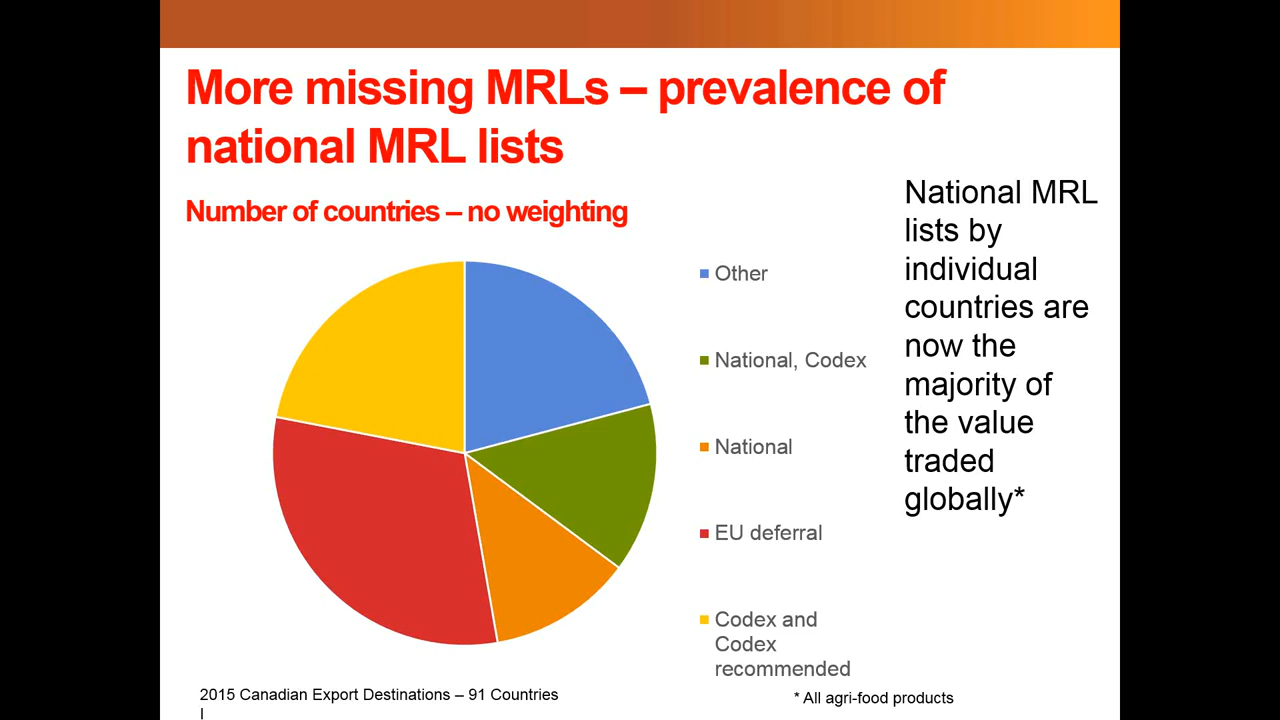 More missing MRLs – prevalence of
national MRL lists
Number of countries – no weighting
Other
National, Codex
National
EU deferral
Codex and
Codex
recommended
National MRL
lists by
individual
countries are
now the
majority of
the value
traded
globally*
2015 Canadian Export Destinations – 91 Countries
l
* All agri-food products